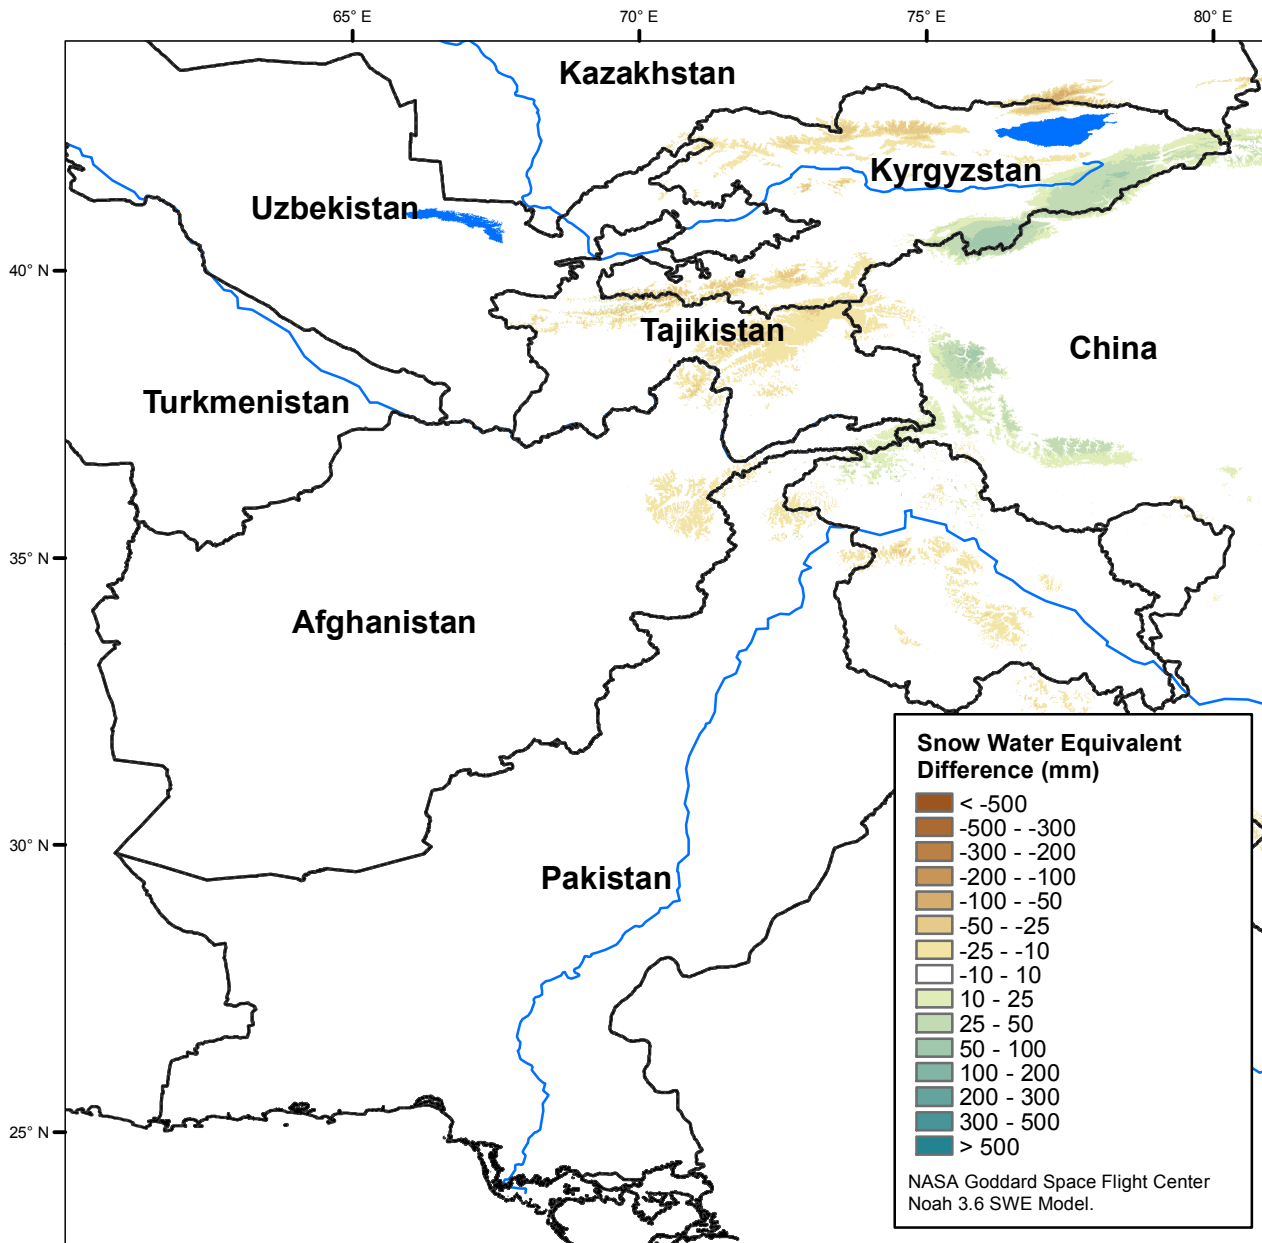 65° E
70° E
75° E
80° E
Kazakhstan
Kyrgyzstan
Uzbekistan
40° N
Tajikistan
China
Turkmenistan
35° N
Afghanistan
30° N
Pakistan
25° N
Snow Water Equivalent
Difference (mm)
< -500
-500 - -300
-300 - -200
-200 - -100
-100 - -50
-50 - -25
-25 - -10
-10 - 10
10 - 25
25 - 50
50 - 100
100 - 200
200 - 300
300 - 500
> 500
NASA Goddard Space Flight Center
Noah 3.6 SWE Model.